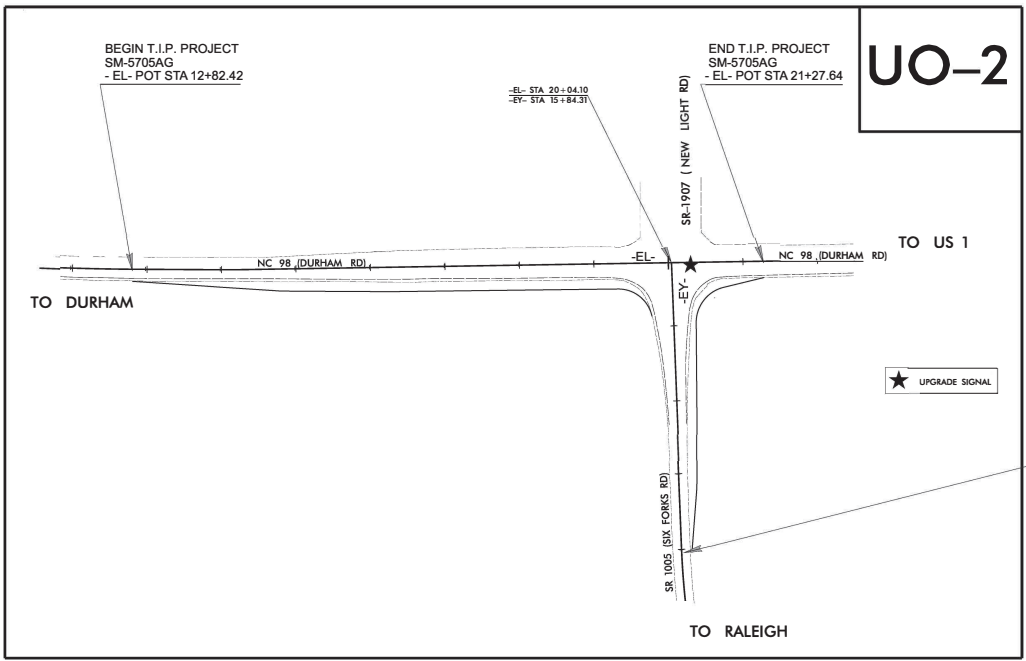 BEGIN T.I.P. PROJECT
SM-5705AG
- EL- POT STA 12+82.42
-EL- STA 20+04.10
-EY- STA 15+84.31
SR-1907 ( NEW LIGHT RD)
END T.I.P. PROJECT
SM-5705AG
- EL- POT STA 21+27.64
UO-2
TO US 1
NC 98 (DURHAM RD)
-EL-
NC 98 (DURHAM RD)
-EY-
TO DURHAM
★ UPGRADE SIGNAL
SR 1005 (SIX FORKS RD)
TO RALEIGH